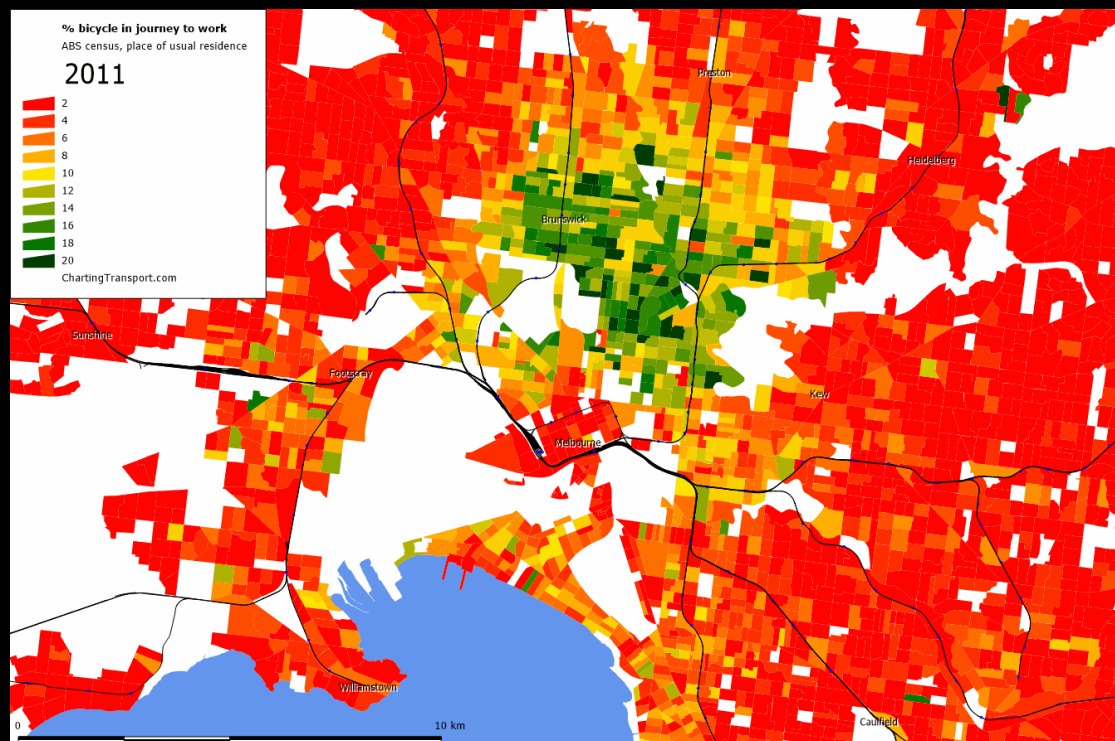 % bicycle in journey to work
ABS census, place of usual residence
2011
2
4
6
8
10
12
14
16
18
20
ChartingTransport.com
Preston
Heidelberg
Brunswick
Sunshine
Footscray
Kew
Melbourne
Williamstown
Caulfield
0
10 km